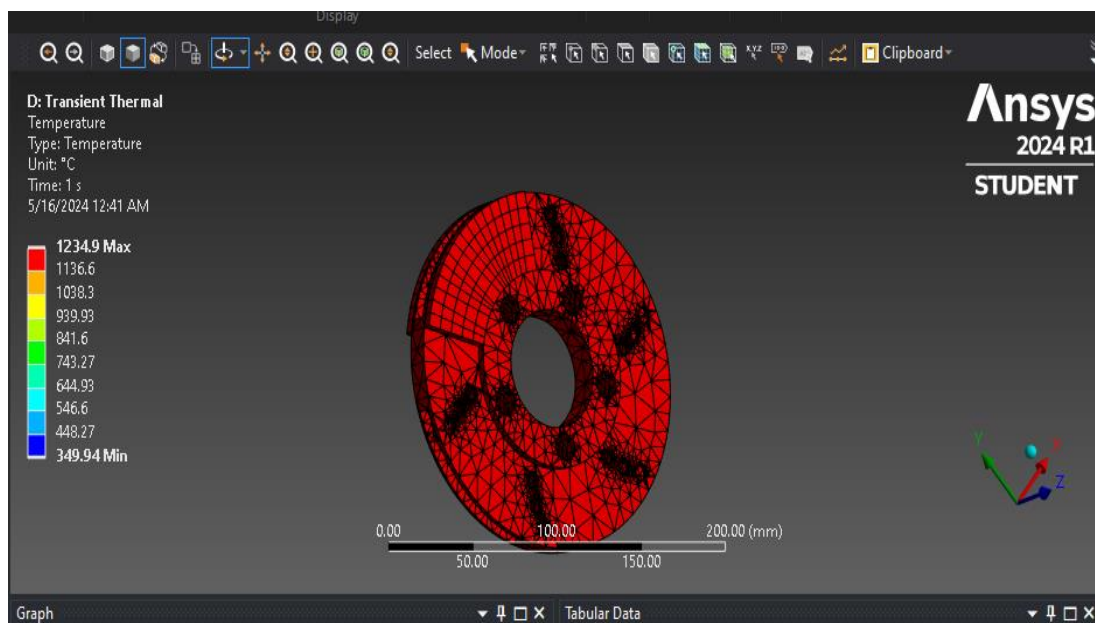 Display
Select Mode Clipboard
D: Transient Thermal
Temperature
Type: Temperature
Unit: °C
Time: 1 s
5/16/2024 12:41 AM
Ansys
2024 R1
STUDENT
1234.9 Max
1136.6
1038.3
939.93
841.6
743.27
644.93
546.6
448.27
349.94 Min
Y
X
Z
0.00 100.00 200.00 (mm)
50.00 150.00
Graph Tabular Data